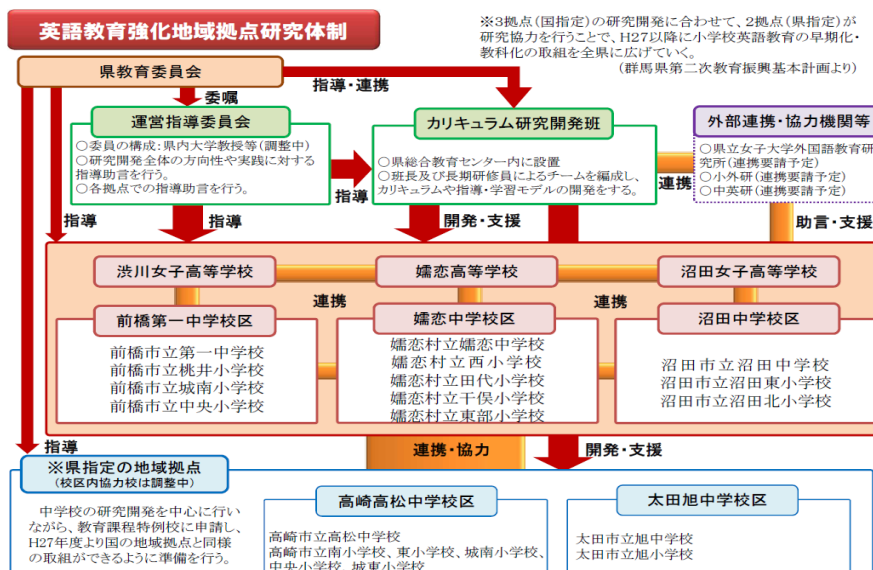 英語教育強化地域拠点研究体制
※3拠点(国指定)の研究開発に合わせて、2拠点(県指定)が
研究協力を行うことで、H27以降に小学校英語教育の早期化・
教科化の取組を全県に広げていく。
(群馬県第二次教育振興基本計画より)
県教育委員会
委嘱
指導・連携
運営指導委員会
○委員の構成:県内大学教授等(調整中)
○研究開発全体の方向性や実践に対する
指導助言を行う。
○各拠点での指導助言を行う。
指導
カリキュラム研究開発班
○県総合教育センター内に設置
○班長及び長期研修員によるチームを編成し、
カリキュラムや指導・学習モデルの開発をする。
連携
外部連携・協力機関等
○県立女子大学外国語教育研
究所(連携要請予定)
○小外研(連携要請予定)
○中英研(連携要請予定)
指導
指導
開発・支援
助言・支援
渋川女子高等学校
嬬恋高等学校
沼田女子高等学校
連携
連携
前橋第一中学校区
前橋市立第一中学校
前橋市立桃井小学校
前橋市立城南小学校
前橋市立中央小学校
嬬恋中学校区
嬬恋村立嬬恋中学校
嬬恋村立西小学校
嬬恋村立田代小学校
嬬恋村立干俣小学校
嬬恋村立東部小学校
沼田中学校区
沼田市立沼田中学校
沼田市立沼田東小学校
沼田市立沼田北小学校
指導
連携・協力
開発・支援
※県指定の地域拠点
(校区内協力校は調整中)
中学校の研究開発を中心に行い
ながら、教育課程特例校に申請し、
H27年度より国の地域拠点と同様
の取組ができるように準備を行う。
高崎高松中学校区
高崎市立高松中学校
高崎市立南小学校、東小学校、城南小学校、
中央小学校、城東小学校
太田旭中学校区
太田市立旭中学校
太田市立旭小学校